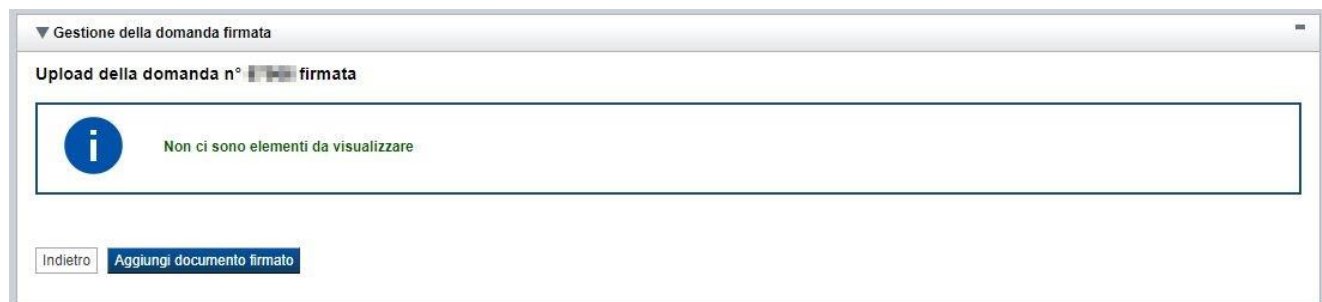 Gestione della domanda firmata
Upload della domanda n° firmata
i
Non ci sono elementi da visualizzare
Indietro Aggiungi documento firmato